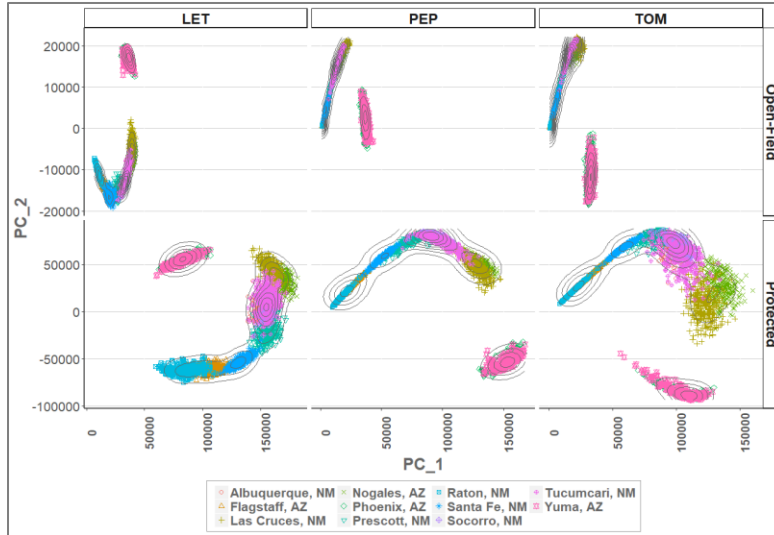 LET PEP TOM
20000
10000
0
-10000
-20000
Open-Field
PC_2
50000
0
-50000
-100000
Protected
0 50000 100000 150000 0 50000 100000 150000 0 50000 100000 150000
PC_1
Albuquerque, NM Nogales, AZ Raton, NM Tucumcari, NM
Flagstaff, AZ Phoenix, AZ Santa Fe, NM Yuma, AZ
Las Cruces, NM Prescott, NM Socorro, NM